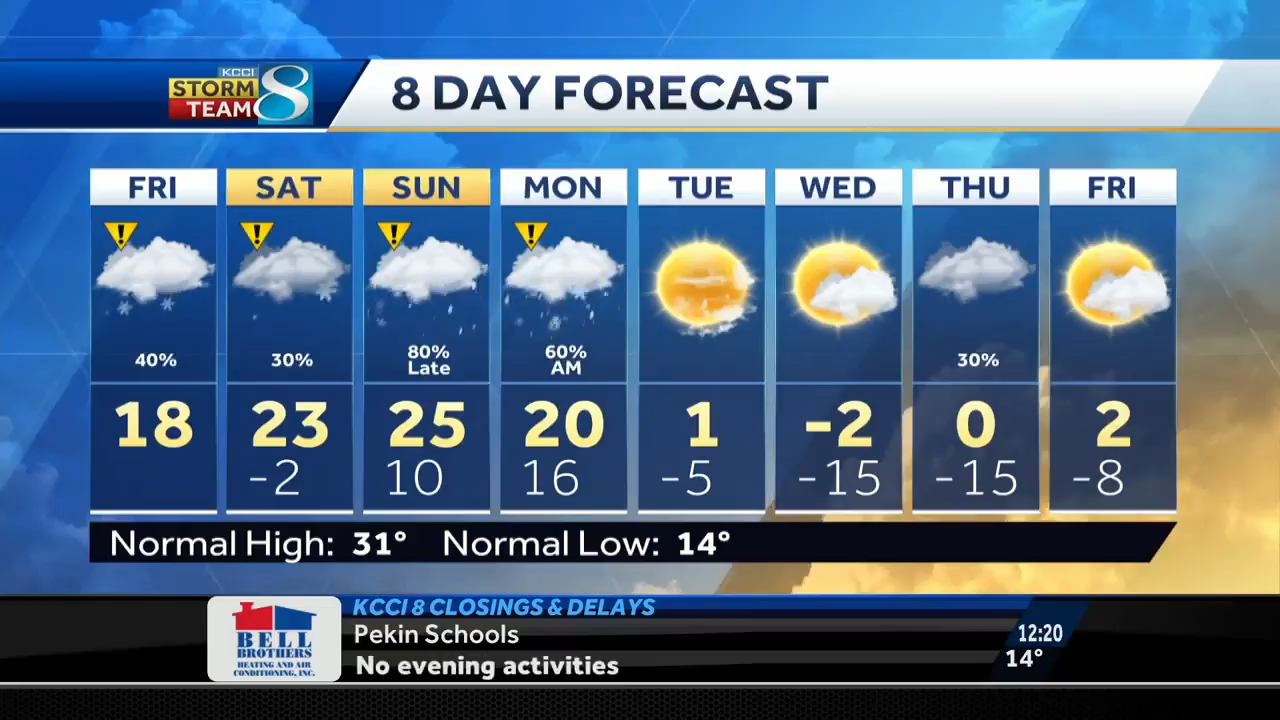 KCCI
STORM
TEAM 8
8 DAY FORECAST
FRI SAT SUN MON TUE WED THU FRI
! ! ! !
40% 30% 80% 60% 30%
Late AM
18 23 25 20 1 -2 0 2
-2 10 16 -5 -15 -15 -8
Normal High: 31° Normal Low: 14°
KCCI 8 CLOSINGS & DELAYS
BELL
BROTHERS
HEATING AND AIR
CONDITIONING, INC.
Pekin Schools
No evening activities
12:20
14°